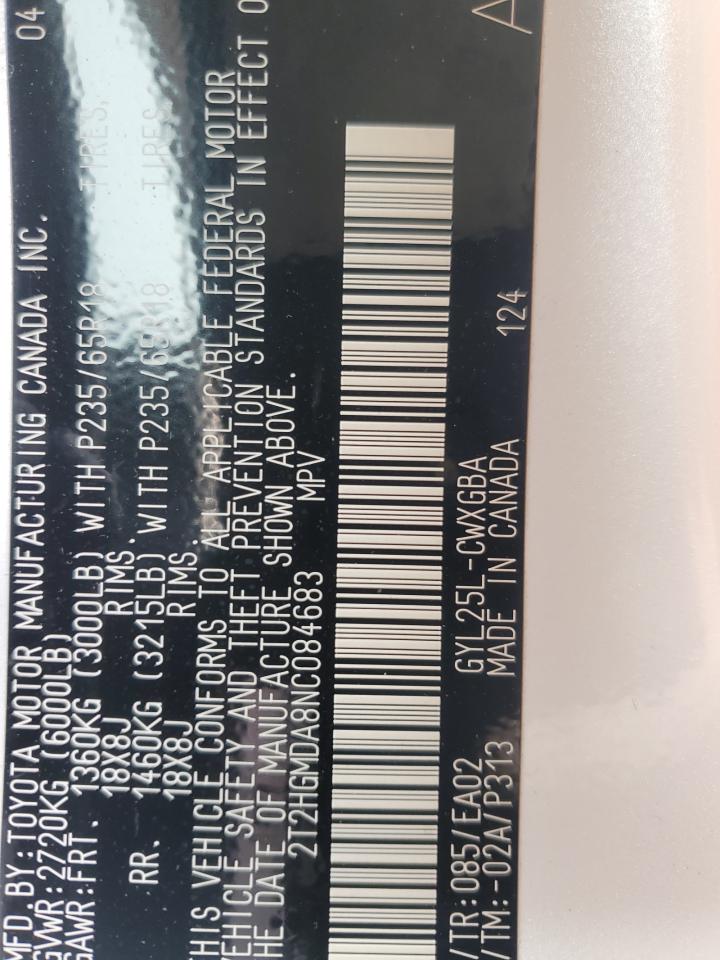 MFD.BY:TOYOTA MOTOR MANUFACTURING CANADA INC. 04
GVWR:2720KG (6000LB)
GAWR:FRT. 1360KG (3000LB) WITH P235/65R18 TIRES,
18X8J RIMS.
RR. 1460KG (3215LB) WITH P235/65R18 TIRES,
18X8J RIMS.
THIS VEHICLE CONFORMS TO ALL APPLICABLE FEDERAL MOTOR
VEHICLE SAFETY AND THEFT PREVENTION STANDARDS IN EFFECT O
THE DATE OF MANUFACTURE SHOWN ABOVE.
2T2HGMDA8NC084683 MPV
/TR:085/EA02 GYL25L-CWXGBA
/TM:-02A/P313 MADE IN CANADA 124 A